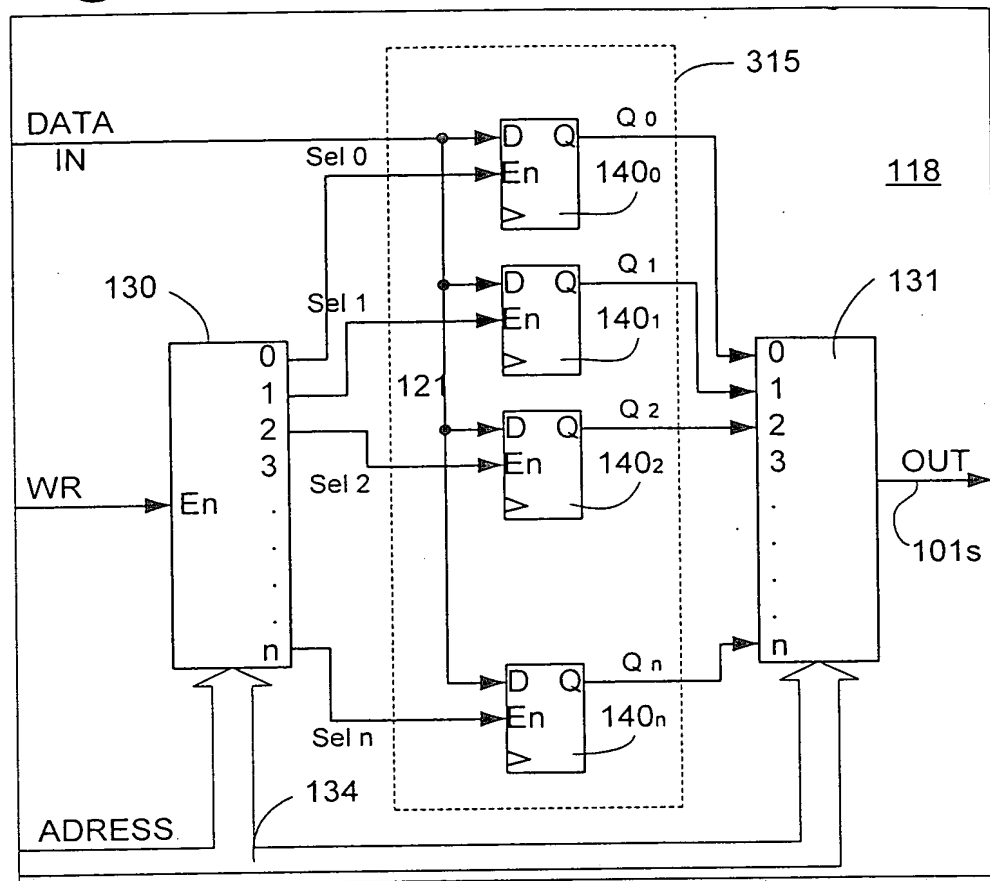 315
DATA
IN
Sel 0
D Q
En
140₀
Q 0
118
130
Sel 1
D Q
En
140₁
Q 1
131
0
1
2
3
.
.
.
.
n
121
Sel 2
D Q
En
140₂
Q 2
0
1
2
3
.
.
.
.
n
WR
En
OUT
101s
Sel n
D Q
En
140n
Q n
134
ADRESS